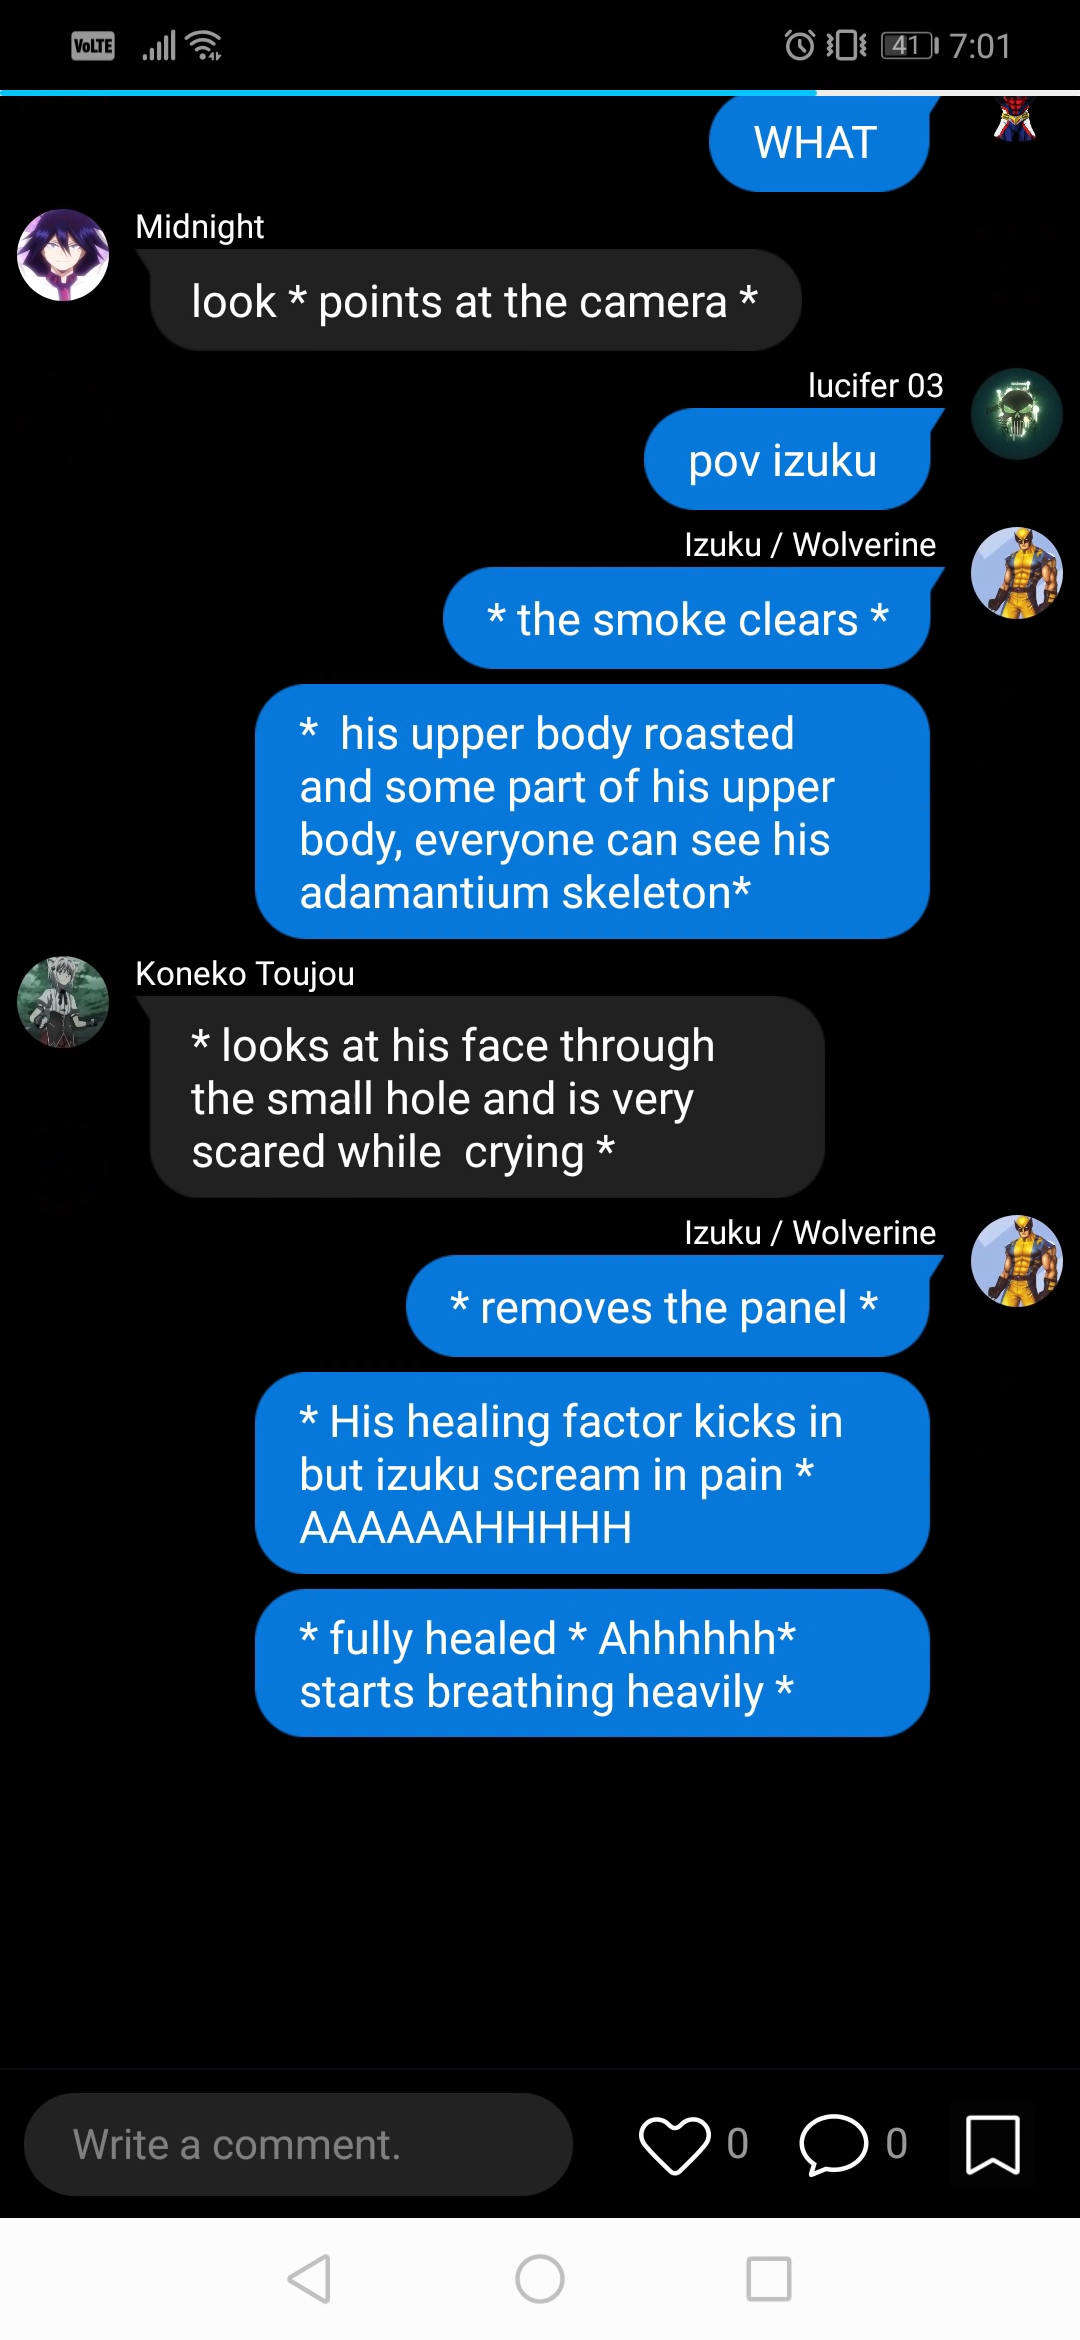 VoLTE 41 7:01
WHAT
Midnight
look * points at the camera *
lucifer 03
pov izuku
Izuku / Wolverine
* the smoke clears *
*  his upper body roasted
and some part of his upper
body, everyone can see his
adamantium skeleton*
Koneko Toujou
* looks at his face through
the small hole and is very
scared while  crying *
Izuku / Wolverine
* removes the panel *
* His healing factor kicks in
but izuku scream in pain *
AAAAAAHHHHH
* fully healed * Ahhhhhh*
starts breathing heavily *
Write a comment. 0 0